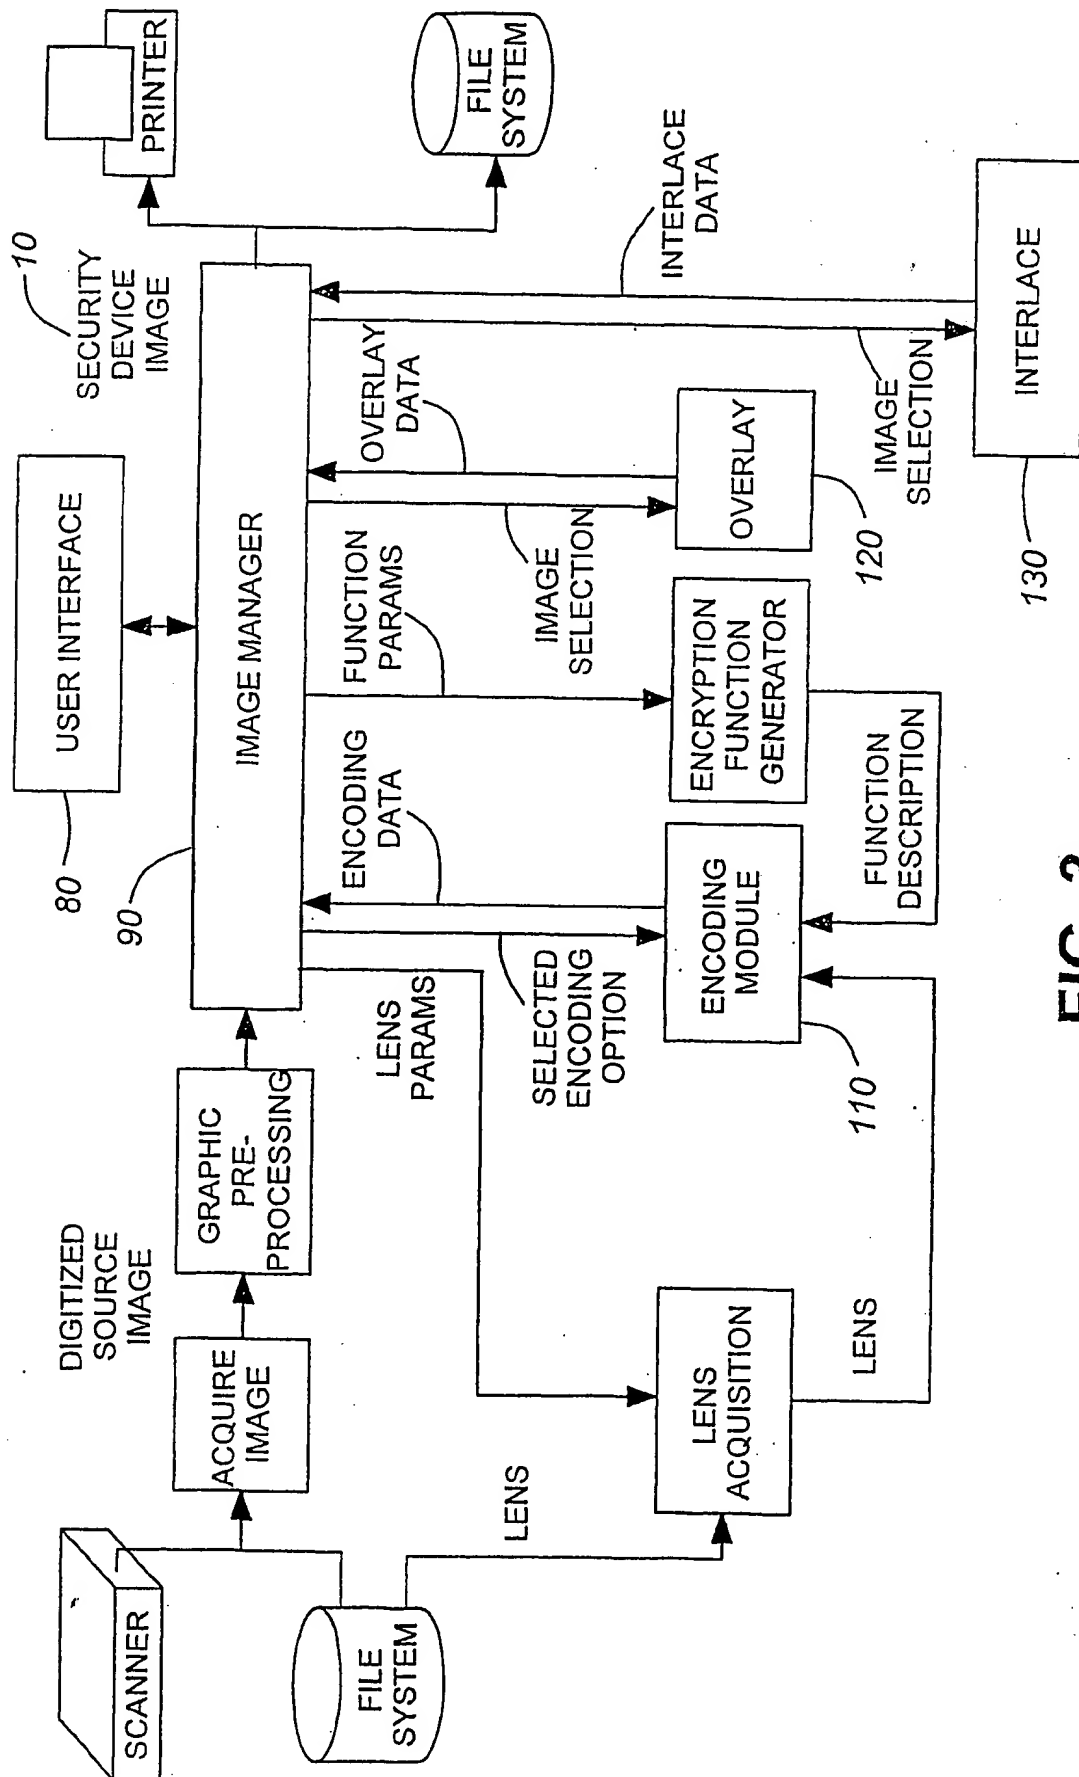 SCANNER
FILE
SYSTEM
DIGITIZED
SOURCE
IMAGE
ACQUIRE
IMAGE
GRAPHIC
PRE-
PROCESSING
80
USER INTERFACE
90
IMAGE MANAGER
10
SECURITY
DEVICE
IMAGE
PRINTER
FILE
SYSTEM
LENS
LENS
PARAMS
SELECTED
ENCODING
OPTION
ENCODING
DATA
FUNCTION
PARAMS
IMAGE
SELECTION
OVERLAY
DATA
INTERLACE
DATA
LENS
ACQUISITION
LENS
110
ENCODING
MODULE
ENCRYPTION
FUNCTION
GENERATOR
FUNCTION
DESCRIPTION
OVERLAY
120
IMAGE
SELECTION
INTERLACE
130
FIG.